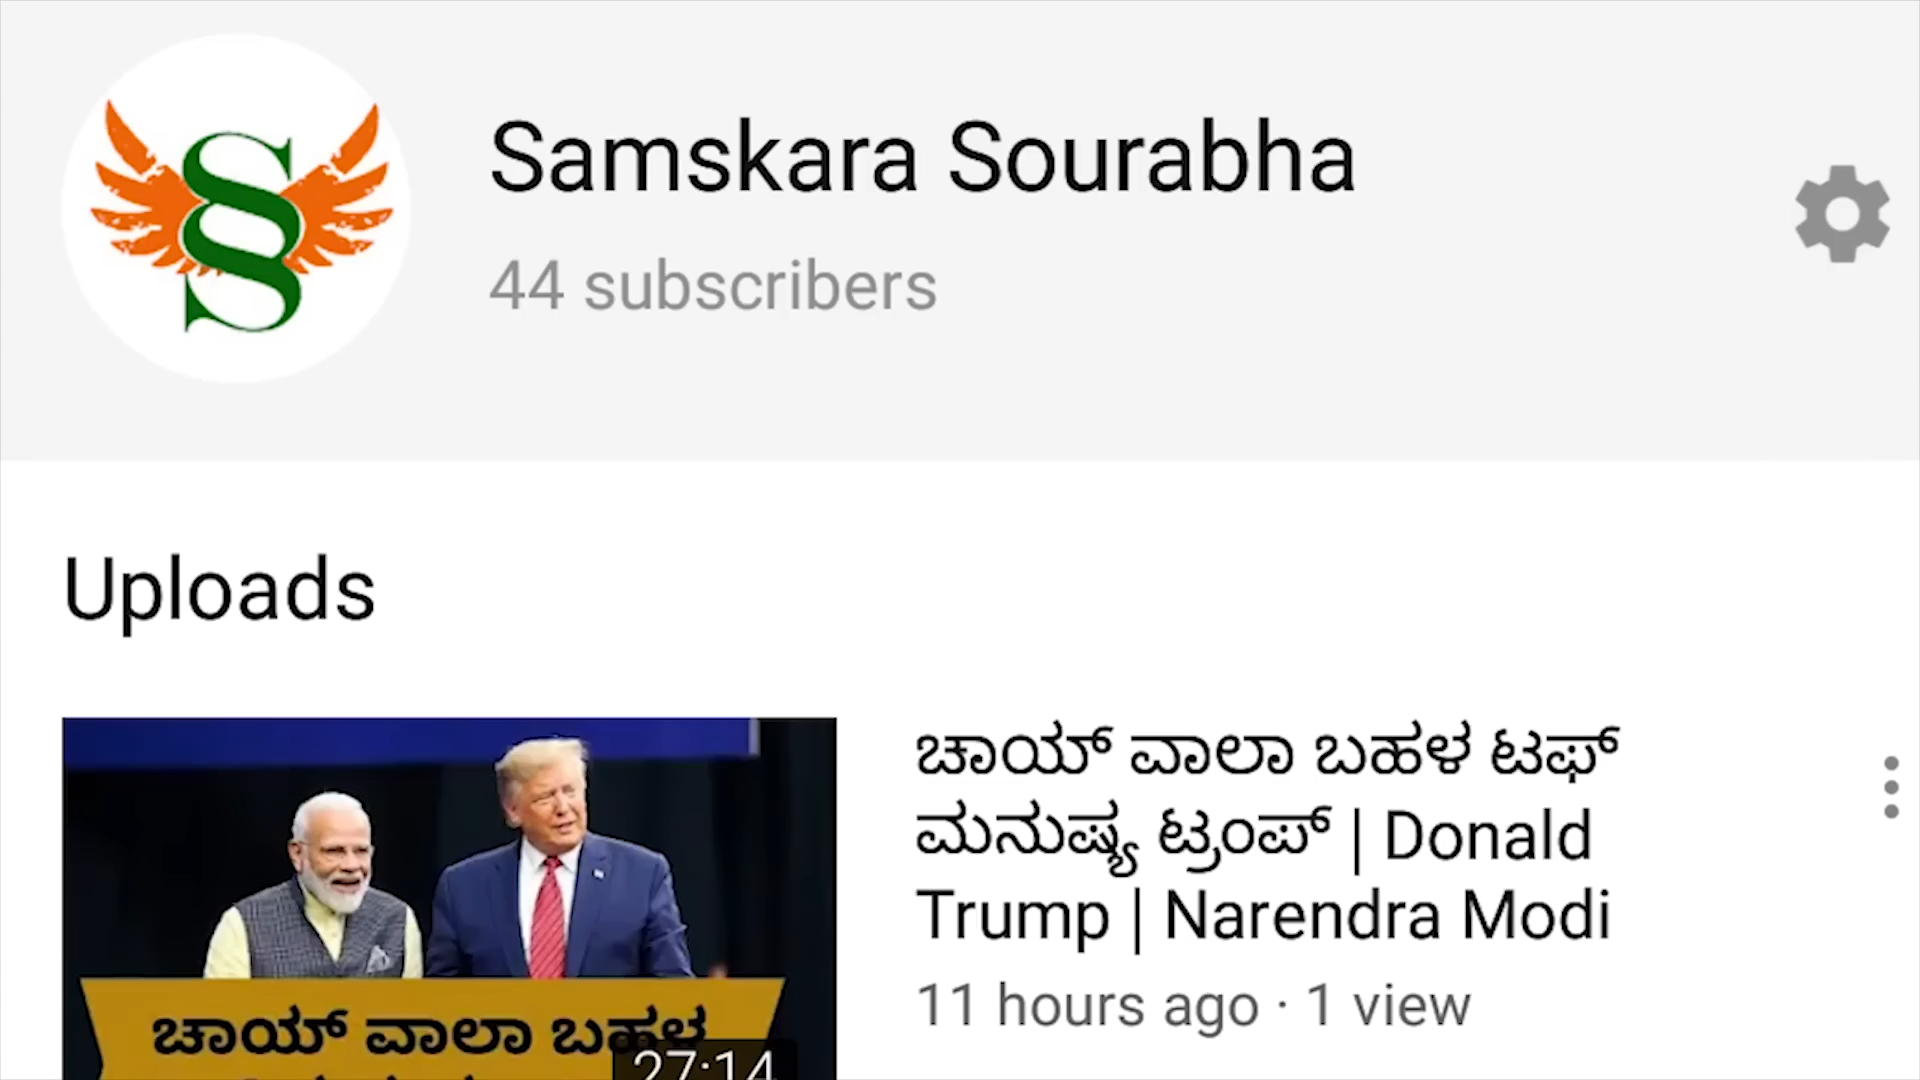 Samskara Sourabha
44 subscribers
Uploads
ಚಾಯ್ ವಾಲಾ ಬಹಳ ಟಫ್
ಮನುಷ್ಯ ಟ್ರಂಪ್ | Donald
Trump | Narendra Modi
11 hours ago · 1 view
ಚಾಯ್ ವಾಲಾ ಬಹಳ
27:14